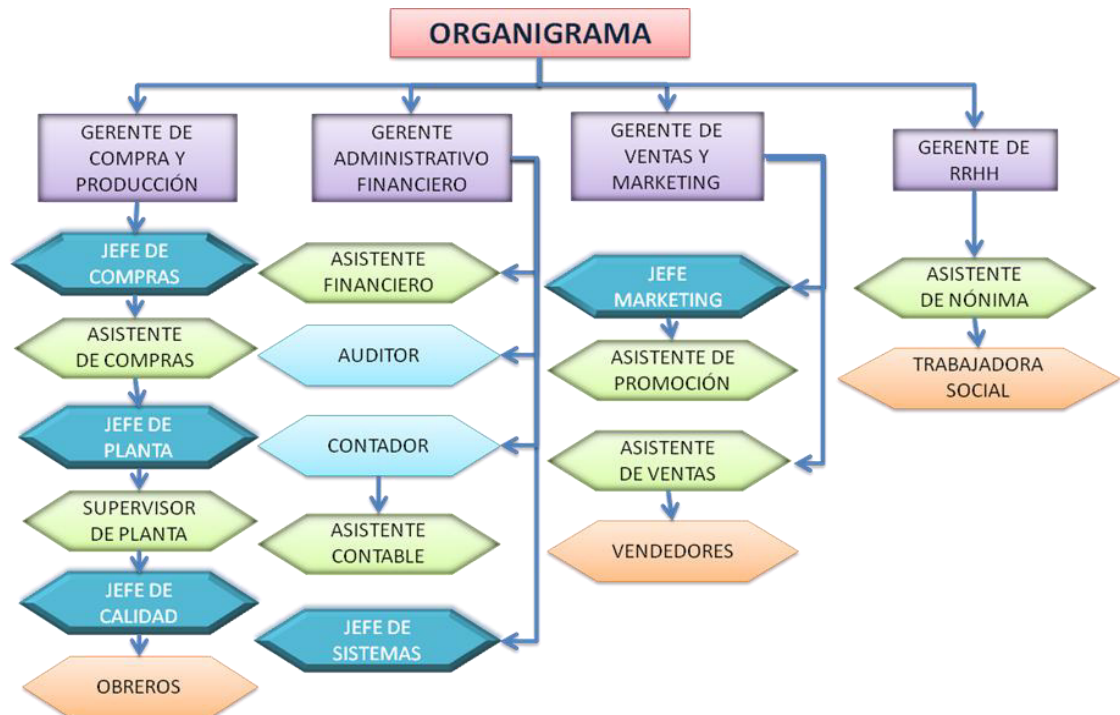 ORGANIGRAMA
GERENTE DE
COMPRA Y
PRODUCCIÓN
JEFE DE
COMPRAS
ASISTENTE
DE COMPRAS
JEFE DE
PLANTA
SUPERVISOR
DE PLANTA
JEFE DE
CALIDAD
OBREROS
GERENTE
ADMINISTRATIVO
FINANCIERO
ASISTENTE
FINANCIERO
AUDITOR
CONTADOR
ASISTENTE
CONTABLE
JEFE DE
SISTEMAS
GERENTE DE
VENTAS Y
MARKETING
JEFE
MARKETING
ASISTENTE DE
PROMOCIÓN
ASISTENTE
DE VENTAS
VENDEDORES
GERENTE DE
RRHH
ASISTENTE
DE NÓNIMA
TRABAJADORA
SOCIAL